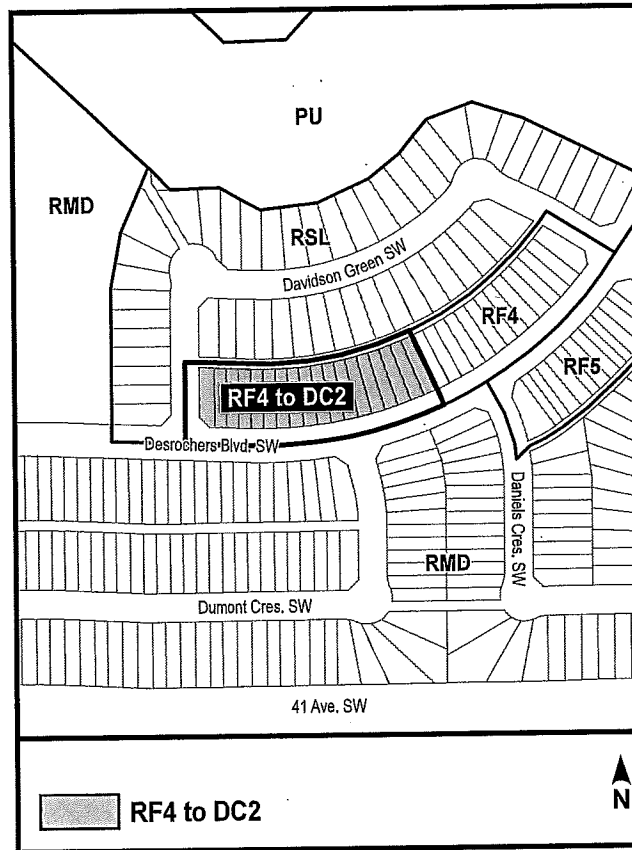 PU
RMD
RSL
Davidson Green SW
RF4
RF5
RF4 to DC2
Desrochers Blvd. SW
Daniels Cres. SW
RMD
Dumont Cres. SW
41 Ave. SW
RF4 to DC2
N